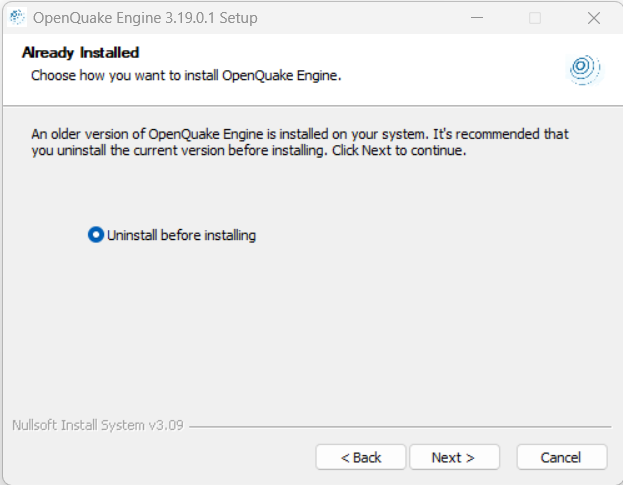 OpenQuake Engine 3.19.0.1 Setup
Already Installed
Choose how you want to install OpenQuake Engine.
An older version of OpenQuake Engine is installed on your system. It's recommended that
you uninstall the current version before installing. Click Next to continue.
Uninstall before installing
Nullsoft Install System v3.09
< Back Next > Cancel